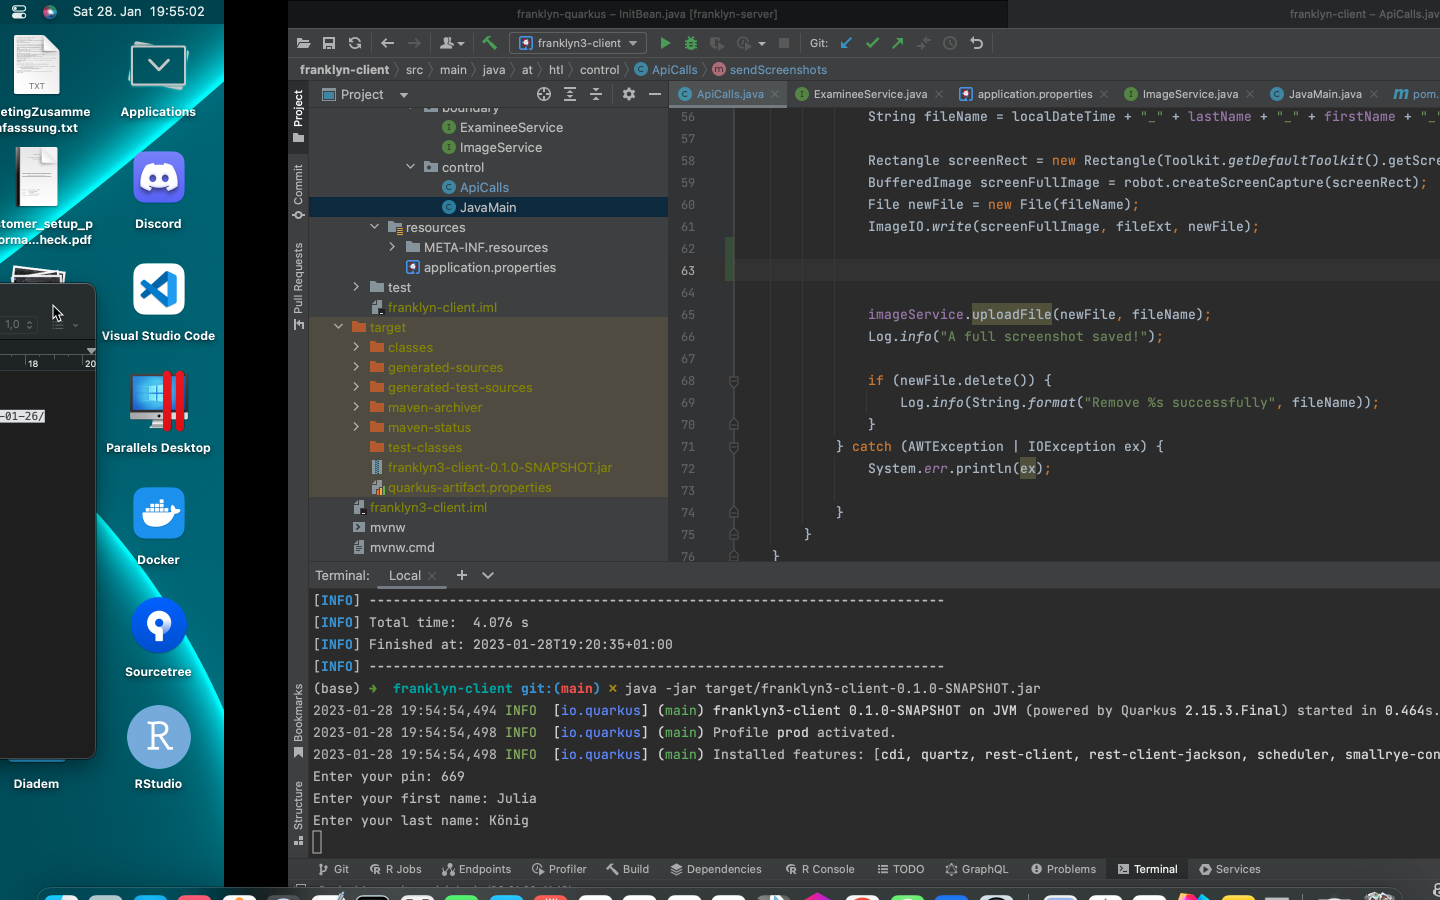 Sat 28. Jan 19:55:02
TXT
etingZusamme
nfasssung.txt
Applications
Discord
tomer_setup_p
orma...heck.pdf
Visual Studio Code
1,0
18
20
-01-26/
Parallels Desktop
Docker
Sourcetree
R
Diadem
RStudio
franklyn-quarkus – InitBean.java [franklyn-server]
franklyn-client – ApiCalls.jav
franklyn3-client
Git:
franklyn-client
src
main
java
at
htl
control
ApiCalls
sendScreenshots
Project
Commit
Pull Requests
Bookmarks
Structure
Project
boundary
ExamineeService
ImageService
control
ApiCalls
JavaMain
resources
META-INF.resources
application.properties
test
franklyn-client.iml
target
classes
generated-sources
generated-test-sources
maven-archiver
maven-status
test-classes
franklyn3-client-0.1.0-SNAPSHOT.jar
quarkus-artifact.properties
franklyn3-client.iml
mvnw
mvnw.cmd
ApiCalls.java
ExamineeService.java
application.properties
ImageService.java
JavaMain.java
pom.
56 String fileName = localDateTime + "_" + lastName + "_" + firstName + "_"
57
58 Rectangle screenRect = new Rectangle(Toolkit.getDefaultToolkit().getScre
59 BufferedImage screenFullImage = robot.createScreenCapture(screenRect);
60 File newFile = new File(fileName);
61 ImageIO.write(screenFullImage, fileExt, newFile);
62
63
64
65 imageService.uploadFile(newFile, fileName);
66 Log.info("A full screenshot saved!");
67
68 if (newFile.delete()) {
69 Log.info(String.format("Remove %s successfully", fileName));
70 }
71 } catch (AWTException | IOException ex) {
72 System.err.println(ex);
73
74 }
75 }
76 }
Terminal:
Local
[INFO] ------------------------------------------------------------------------
[INFO] Total time:  4.076 s
[INFO] Finished at: 2023-01-28T19:20:35+01:00
[INFO] ------------------------------------------------------------------------
(base) ➜  franklyn-client git:(main) ✗ java -jar target/franklyn3-client-0.1.0-SNAPSHOT.jar
2023-01-28 19:54:54,494 INFO  [io.quarkus] (main) franklyn3-client 0.1.0-SNAPSHOT on JVM (powered by Quarkus 2.15.3.Final) started in 0.464s.
2023-01-28 19:54:54,498 INFO  [io.quarkus] (main) Profile prod activated.
2023-01-28 19:54:54,498 INFO  [io.quarkus] (main) Installed features: [cdi, quartz, rest-client, rest-client-jackson, scheduler, smallrye-con
Enter your pin: 669
Enter your first name: Julia
Enter your last name: König
Git
R Jobs
Endpoints
Profiler
Build
Dependencies
R Console
TODO
GraphQL
Problems
Terminal
Services